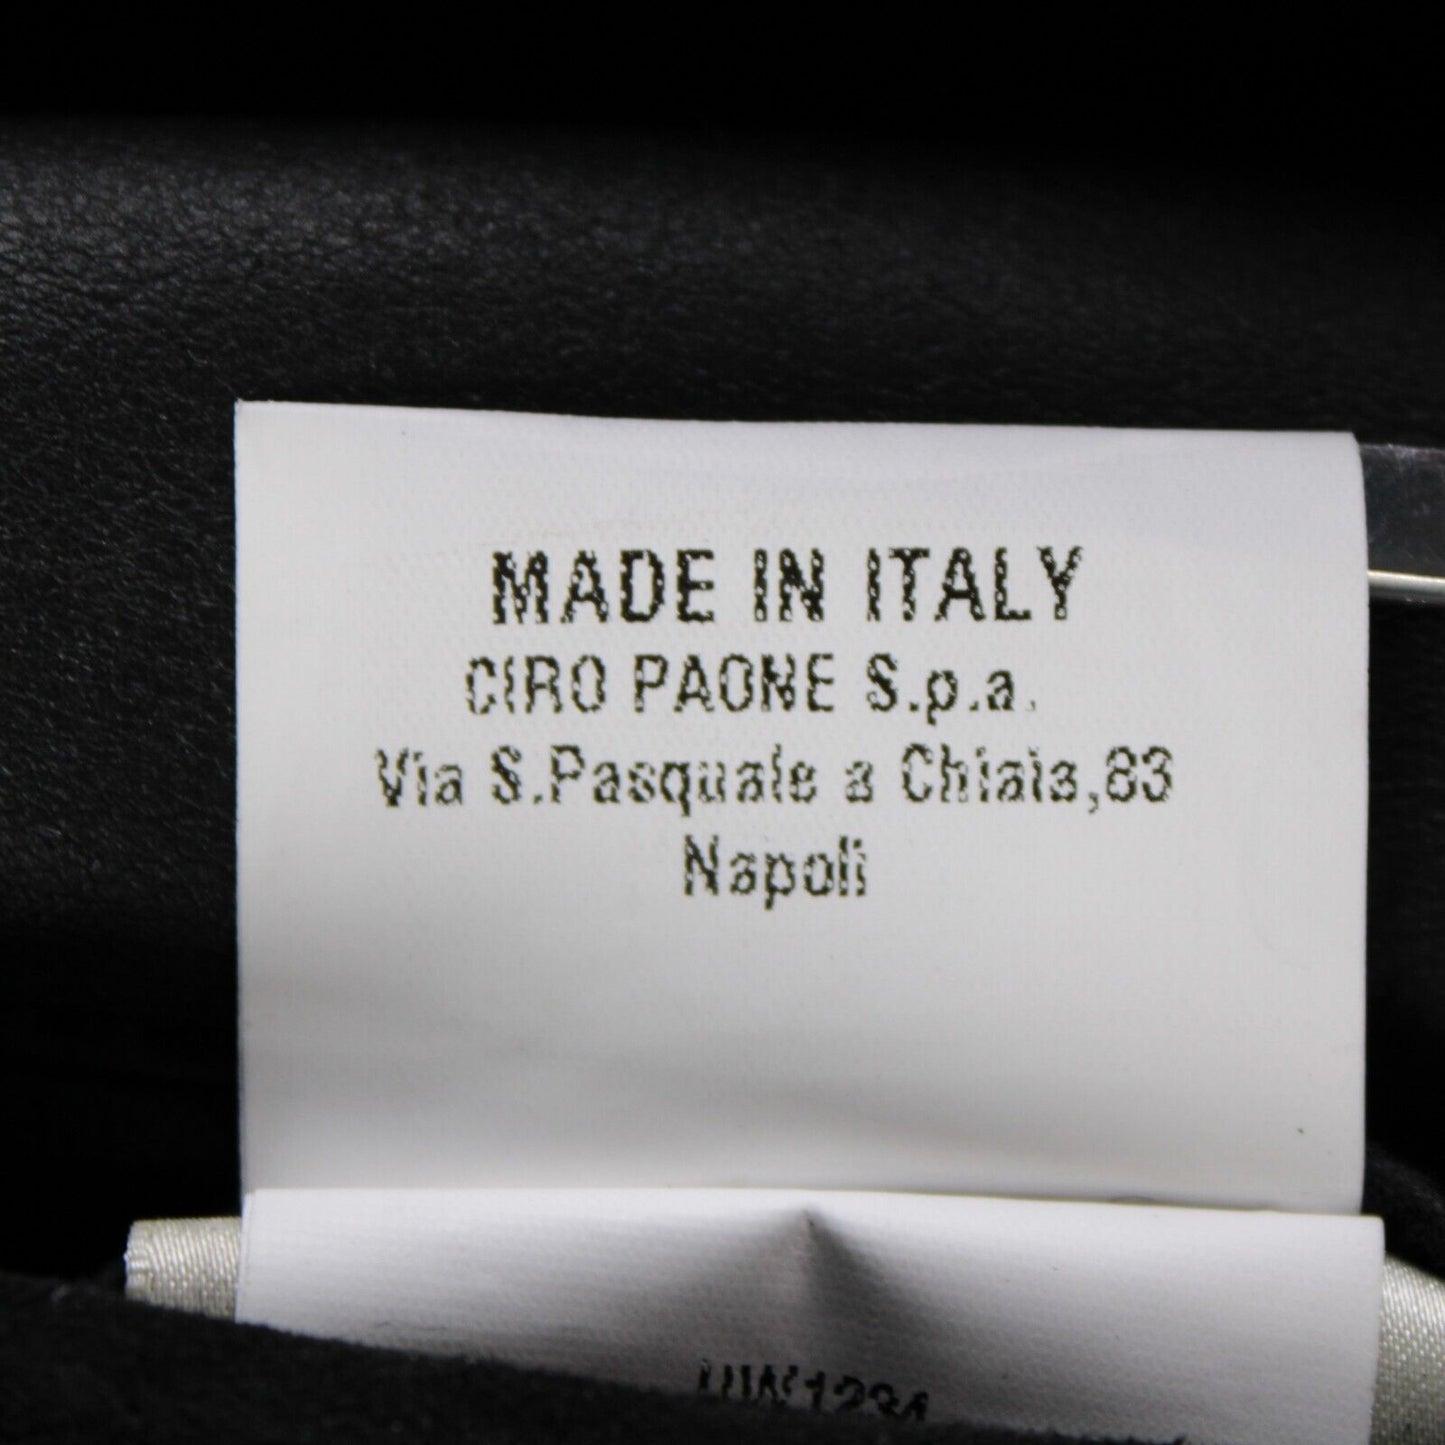 MADE IN ITALY
CIRO PAONE S.p.a.
Via S.Pasquale a Chiaia,83
Napoli